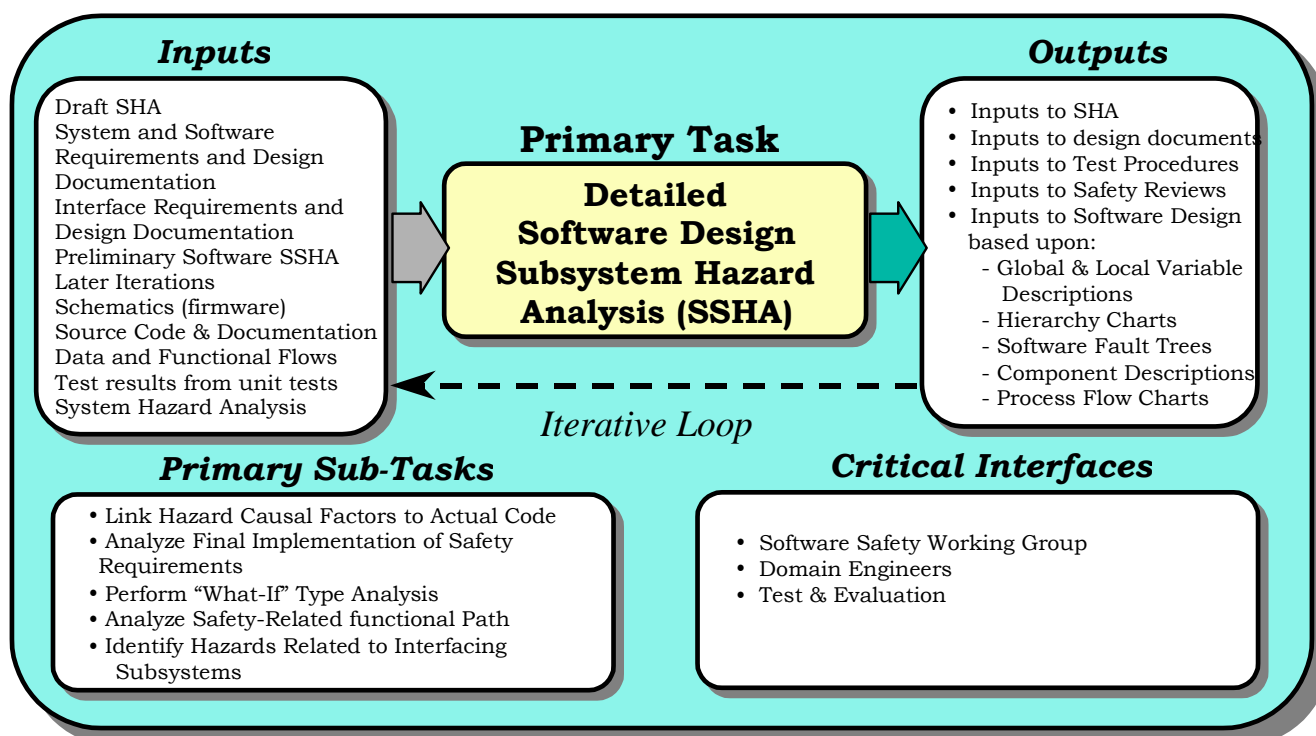 Inputs
Draft SHA
System and Software
Requirements and Design
Documentation
Interface Requirements and
Design Documentation
Preliminary Software SSHA
Later Iterations
Schematics (firmware)
Source Code & Documentation
Data and Functional Flows
Test results from unit tests
System Hazard Analysis
Primary Task
Detailed
Software Design
Subsystem Hazard
Analysis (SSHA)
Iterative Loop
Outputs
• Inputs to SHA
• Inputs to design documents
• Inputs to Test Procedures
• Inputs to Safety Reviews
• Inputs to Software Design
based upon:
- Global & Local Variable
Descriptions
- Hierarchy Charts
- Software Fault Trees
- Component Descriptions
- Process Flow Charts
Primary Sub-Tasks
• Link Hazard Causal Factors to Actual Code
• Analyze Final Implementation of Safety
Requirements
• Perform “What-If” Type Analysis
• Analyze Safety-Related functional Path
• Identify Hazards Related to Interfacing
Subsystems
Critical Interfaces
• Software Safety Working Group
• Domain Engineers
• Test & Evaluation